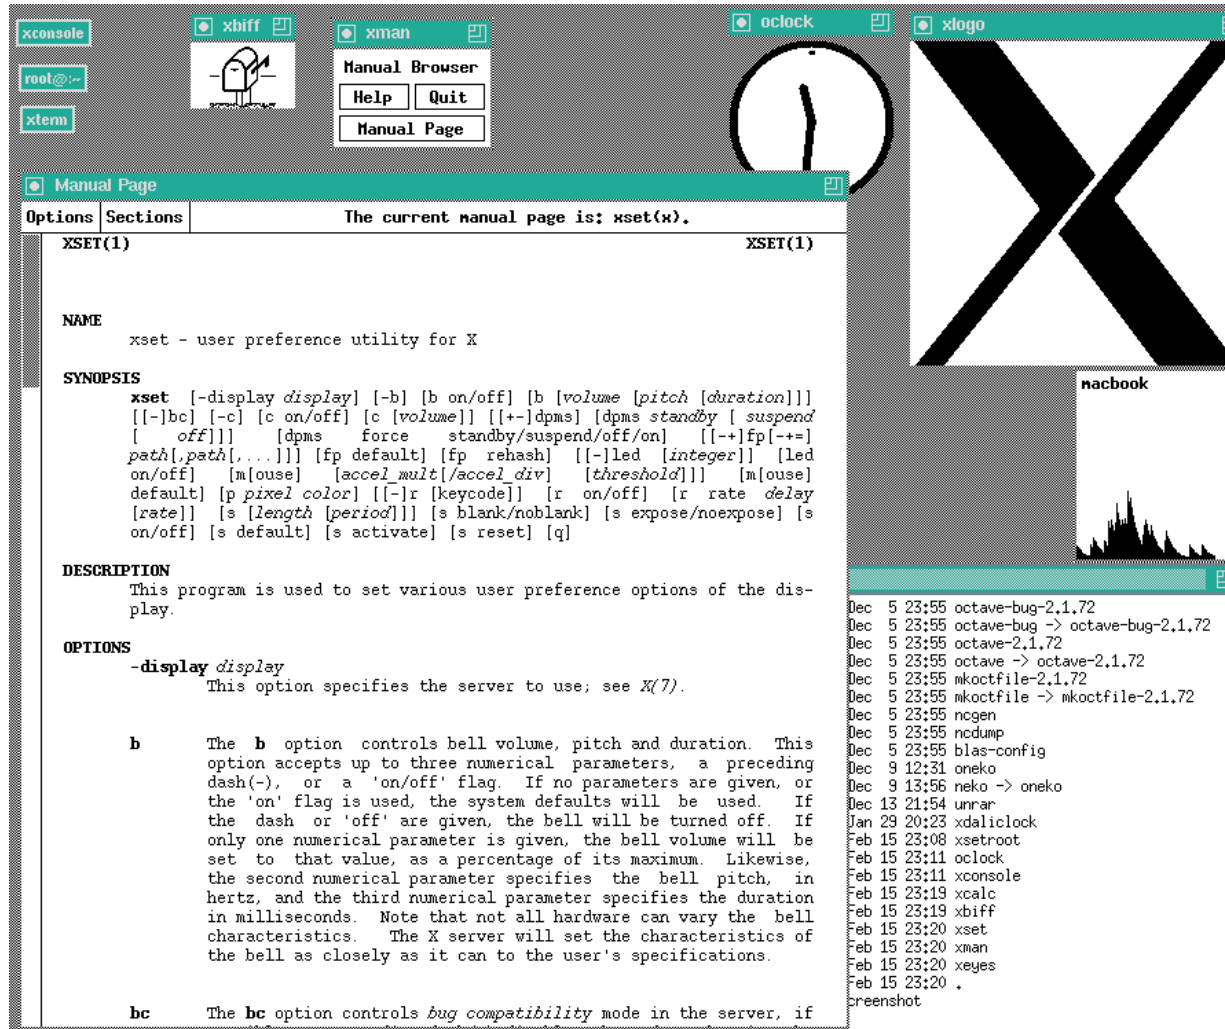 xconsole
root@:~
xterm
xbiff
xman
Manual Browser
Help Quit
Manual Page
oclock
xlogo
Manual Page
Options Sections The current manual page is: xset(x).
XSET(1) XSET(1)
NAME
xset - user preference utility for X
SYNOPSIS
xset [-display display] [-b] [b on/off] [b [volume [pitch [duration]]]
[[-]bc] [-c] [c on/off] [c [volume]] [[+-]dpms] [dpms standby [ suspend
[ off]]] [dpms force standby/suspend/off/on] [[-+]fp[-+=]
path[,path[,...]]] [fp default] [fp rehash] [[-]led [integer]] [led
on/off] [m[ouse] [accel_mult[/accel_div] [threshold]]] [m[ouse]
default] [p pixel color] [[-]r [keycode]] [r on/off] [r rate delay
[rate]] [s [length [period]]] [s blank/noblank] [s expose/noexpose] [s
on/off] [s default] [s activate] [s reset] [q]
DESCRIPTION
This program is used to set various user preference options of the dis-
play.
OPTIONS
-display display
This option specifies the server to use; see X(7).
b The b option controls bell volume, pitch and duration. This
option accepts up to three numerical parameters, a preceding
dash(-), or a 'on/off' flag. If no parameters are given, or
the 'on' flag is used, the system defaults will be used. If
the dash or 'off' are given, the bell will be turned off. If
only one numerical parameter is given, the bell volume will be
set to that value, as a percentage of its maximum. Likewise,
the second numerical parameter specifies the bell pitch, in
hertz, and the third numerical parameter specifies the duration
in milliseconds. Note that not all hardware can vary the bell
characteristics. The X server will set the characteristics of
the bell as closely as it can to the user's specifications.
bc The bc option controls bug compatibility mode in the server, if
macbook
Dec 5 23:55 octave-bug-2.1.72
Dec 5 23:55 octave-bug -> octave-bug-2.1.72
Dec 5 23:55 octave-2.1.72
Dec 5 23:55 octave -> octave-2.1.72
Dec 5 23:55 mkoctfile-2.1.72
Dec 5 23:55 mkoctfile -> mkoctfile-2.1.72
Dec 5 23:55 ncgen
Dec 5 23:55 ncdump
Dec 5 23:55 blas-config
Dec 9 12:31 oneko
Dec 9 13:56 neko -> oneko
Dec 13 21:54 unrar
Jan 29 20:23 xdaliclock
Feb 15 23:08 xsetroot
Feb 15 23:11 oclock
Feb 15 23:11 xconsole
Feb 15 23:19 xcalc
Feb 15 23:19 xbiff
Feb 15 23:20 xset
Feb 15 23:20 xman
Feb 15 23:20 xeyes
Feb 15 23:20 .
creenshot